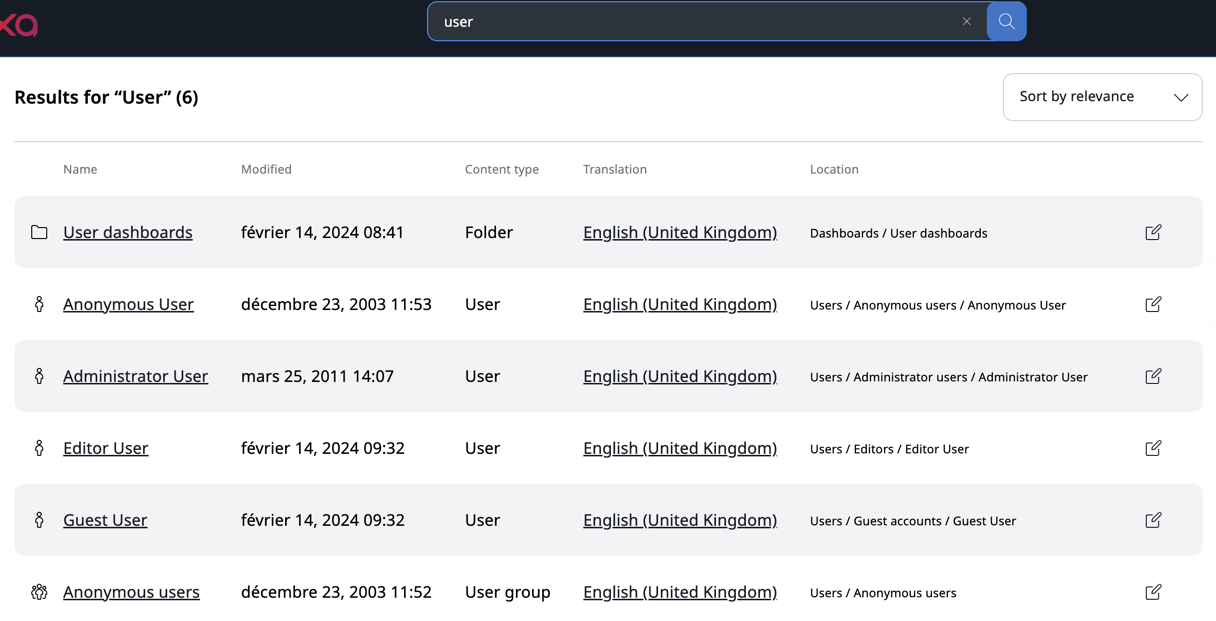 xa
user
Results for “User” (6)
Sort by relevance
Name Modified Content type Translation Location
User dashboards février 14, 2024 08:41 Folder English (United Kingdom) Dashboards / User dashboards
Anonymous User décembre 23, 2003 11:53 User English (United Kingdom) Users / Anonymous users / Anonymous User
Administrator User mars 25, 2011 14:07 User English (United Kingdom) Users / Administrator users / Administrator User
Editor User février 14, 2024 09:32 User English (United Kingdom) Users / Editors / Editor User
Guest User février 14, 2024 09:32 User English (United Kingdom) Users / Guest accounts / Guest User
Anonymous users décembre 23, 2003 11:52 User group English (United Kingdom) Users / Anonymous users